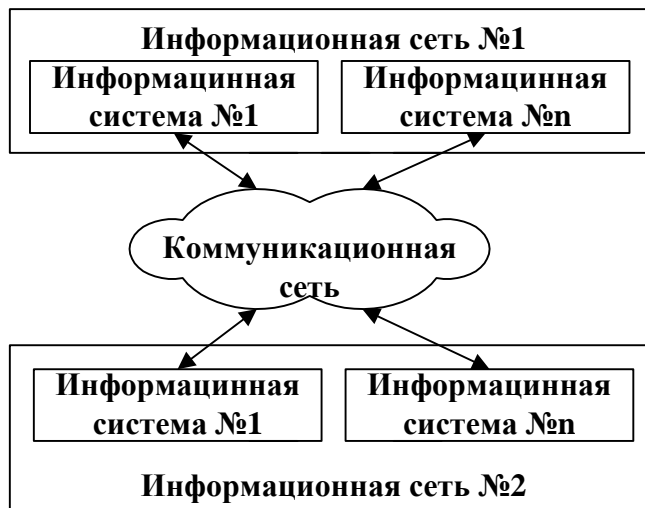 Информационная сеть №1
Информацинная
система №1
Информацинная
система №n
Коммуникационная
сеть
Информацинная
система №1
Информацинная
система №n
Информационная сеть №2